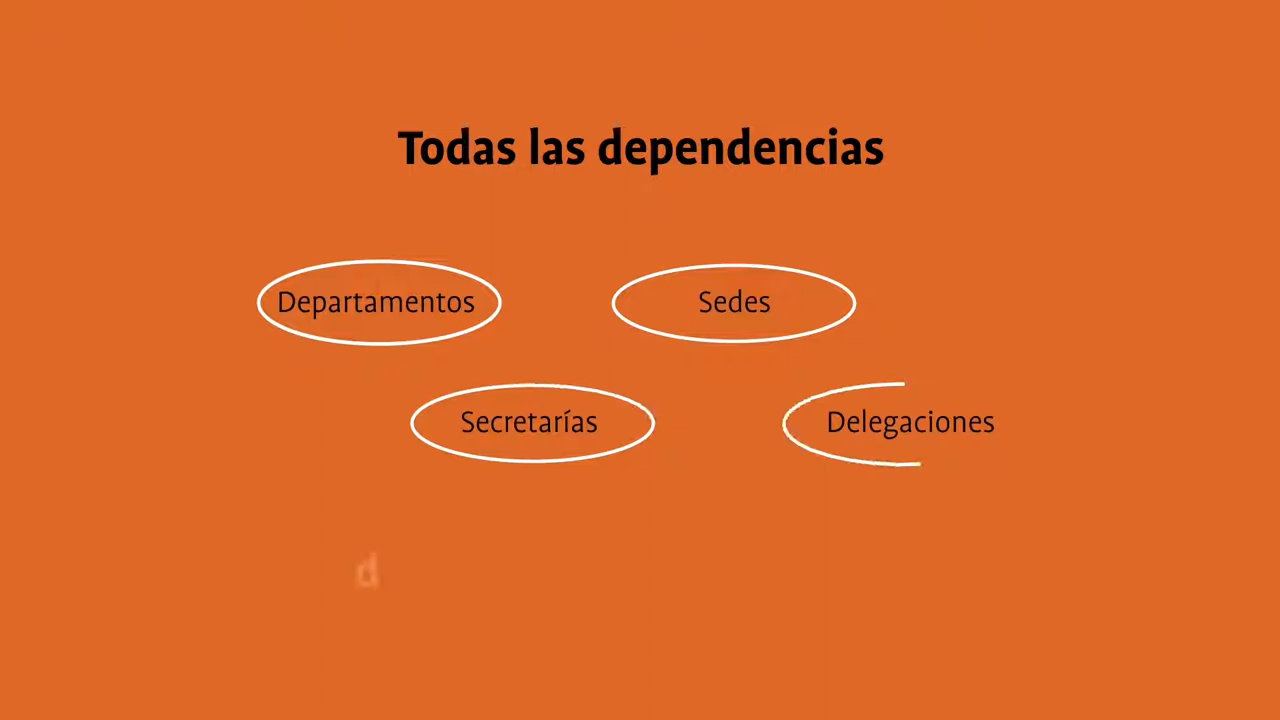 Todas las dependencias
Departamentos
Sedes
Secretarías
Delegaciones
d